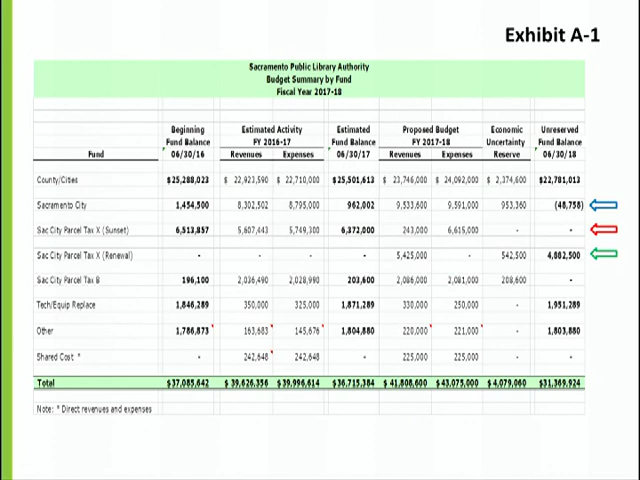 Exhibit A-1
Sacramento Public Library Authority
Budget Summary by Fund
Fiscal Year 2017-18
Beginning Estimated Activity Estimated Proposed Budget Economic Unreserved
Fund Balance FY 2016-17 Fund Balance FY 2017-18 Uncertainty Fund Balance
Fund 06/30/16 Revenues Expenses 06/30/17 Revenues Expenses Reserve 06/30/18
County/Cities $25,288,023 $ 22,923,590 $ 22,710,000 $25,501,613 $ 23,746,000 $ 24,092,000 $ 2,374,600 $22,781,013
Sacramento City 1,454,500 8,302,502 8,795,000 962,002 9,533,600 9,591,000 953,360 (48,758)
Sac City Parcel Tax X (Sunset) 6,513,857 5,607,443 5,749,300 6,372,000 243,000 6,615,000 - -
Sac City Parcel Tax X (Renewal) - - - - 5,425,000 - 542,500 4,882,500
Sac City Parcel Tax B 196,100 2,036,490 2,028,990 203,600 2,086,000 2,081,000 208,600 -
Tech/Equip Replace 1,846,289 350,000 325,000 1,871,289 330,000 250,000 - 1,951,289
Other 1,786,873 163,683 145,676 1,804,880 220,000 221,000 - 1,803,880
Shared Cost * - 242,648 242,648 - 225,000 225,000 - -
Total $37,085,642 $ 39,626,356 $39,996,614 $36,715,384 $ 41,808,600 $43,075,000 $ 4,079,060 $31,369,924
Note: * Direct revenues and expenses